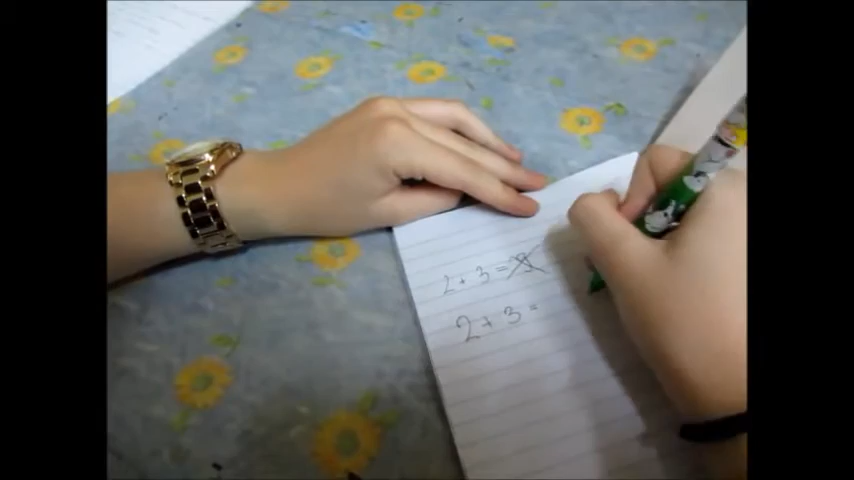 2 + 3 =
2 + 3 =